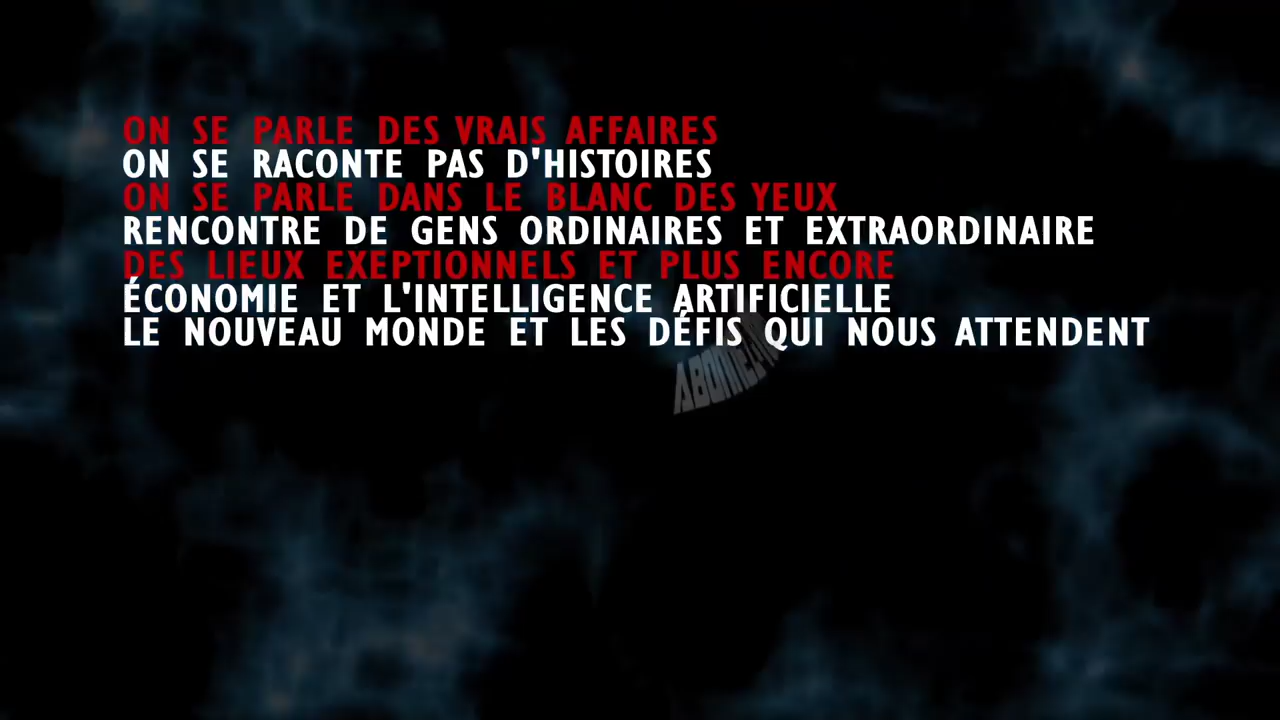 ON SE PARLE DES VRAIS AFFAIRES
ON SE RACONTE PAS D'HISTOIRES
ON SE PARLE DANS LE BLANC DES YEUX
RENCONTRE DE GENS ORDINAIRES ET EXTRAORDINAIRE
DES LIEUX EXEPTIONNELS ET PLUS ENCORE
ÉCONOMIE ET L'INTELLIGENCE ARTIFICIELLE
LE NOUVEAU MONDE ET LES DÉFIS QUI NOUS ATTENDENT